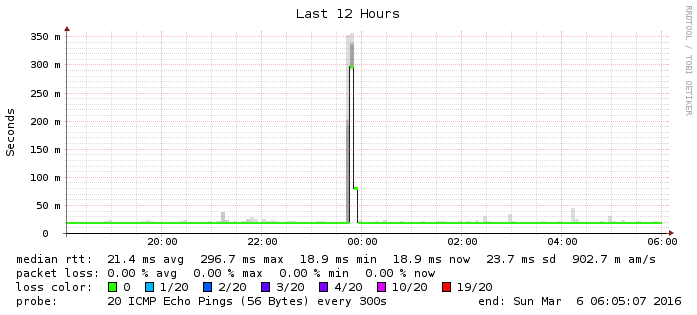 Last 12 Hours
RRDTOOL / TOBI OETIKER
Seconds
350 m
300 m
250 m
200 m
150 m
100 m
50 m
0
20:00 22:00 00:00 02:00 04:00 06:00
median rtt: 21.4 ms avg 296.7 ms max 18.9 ms min 18.9 ms now 23.7 ms sd 902.7 m am/s
packet loss: 0.00 % avg 0.00 % max 0.00 % min 0.00 % now
loss color: 0 1/20 2/20 3/20 4/20 10/20 19/20
probe: 20 ICMP Echo Pings (56 Bytes) every 300s end: Sun Mar 6 06:05:07 2016